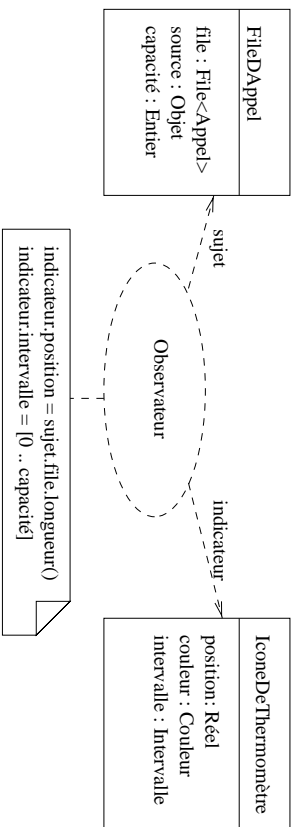 FileDAppel
file : File<Appel>
source : Objet
capacité : Entier
sujet
Observateur
indicateur
IconeDeThermomètre
position: Réel
couleur : Couleur
intervalle : Intervalle
indicateur.position = sujet.file.longueur()
indicateur.intervalle = [0 .. capacité]